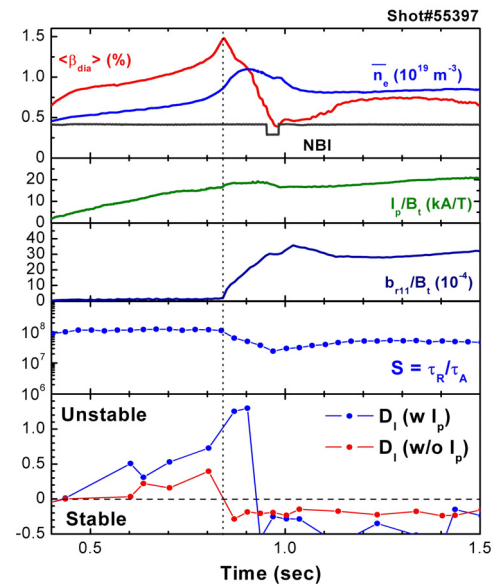 Shot#55397
<β_dia> (%)
n̅_e (10^19 m^-3)
1.5
1.0
0.5
0
NBI
20
10
0
I_p/B_t (kA/T)
40
30
20
10
0
b_r11/B_t (10^-4)
10^8
10^7
10^6
S = τ_R/τ_A
Unstable
D_I (w I_p)
D_I (w/o I_p)
1.0
0.5
0
-0.5
Stable
0.5
1.0
1.5
Time (sec)